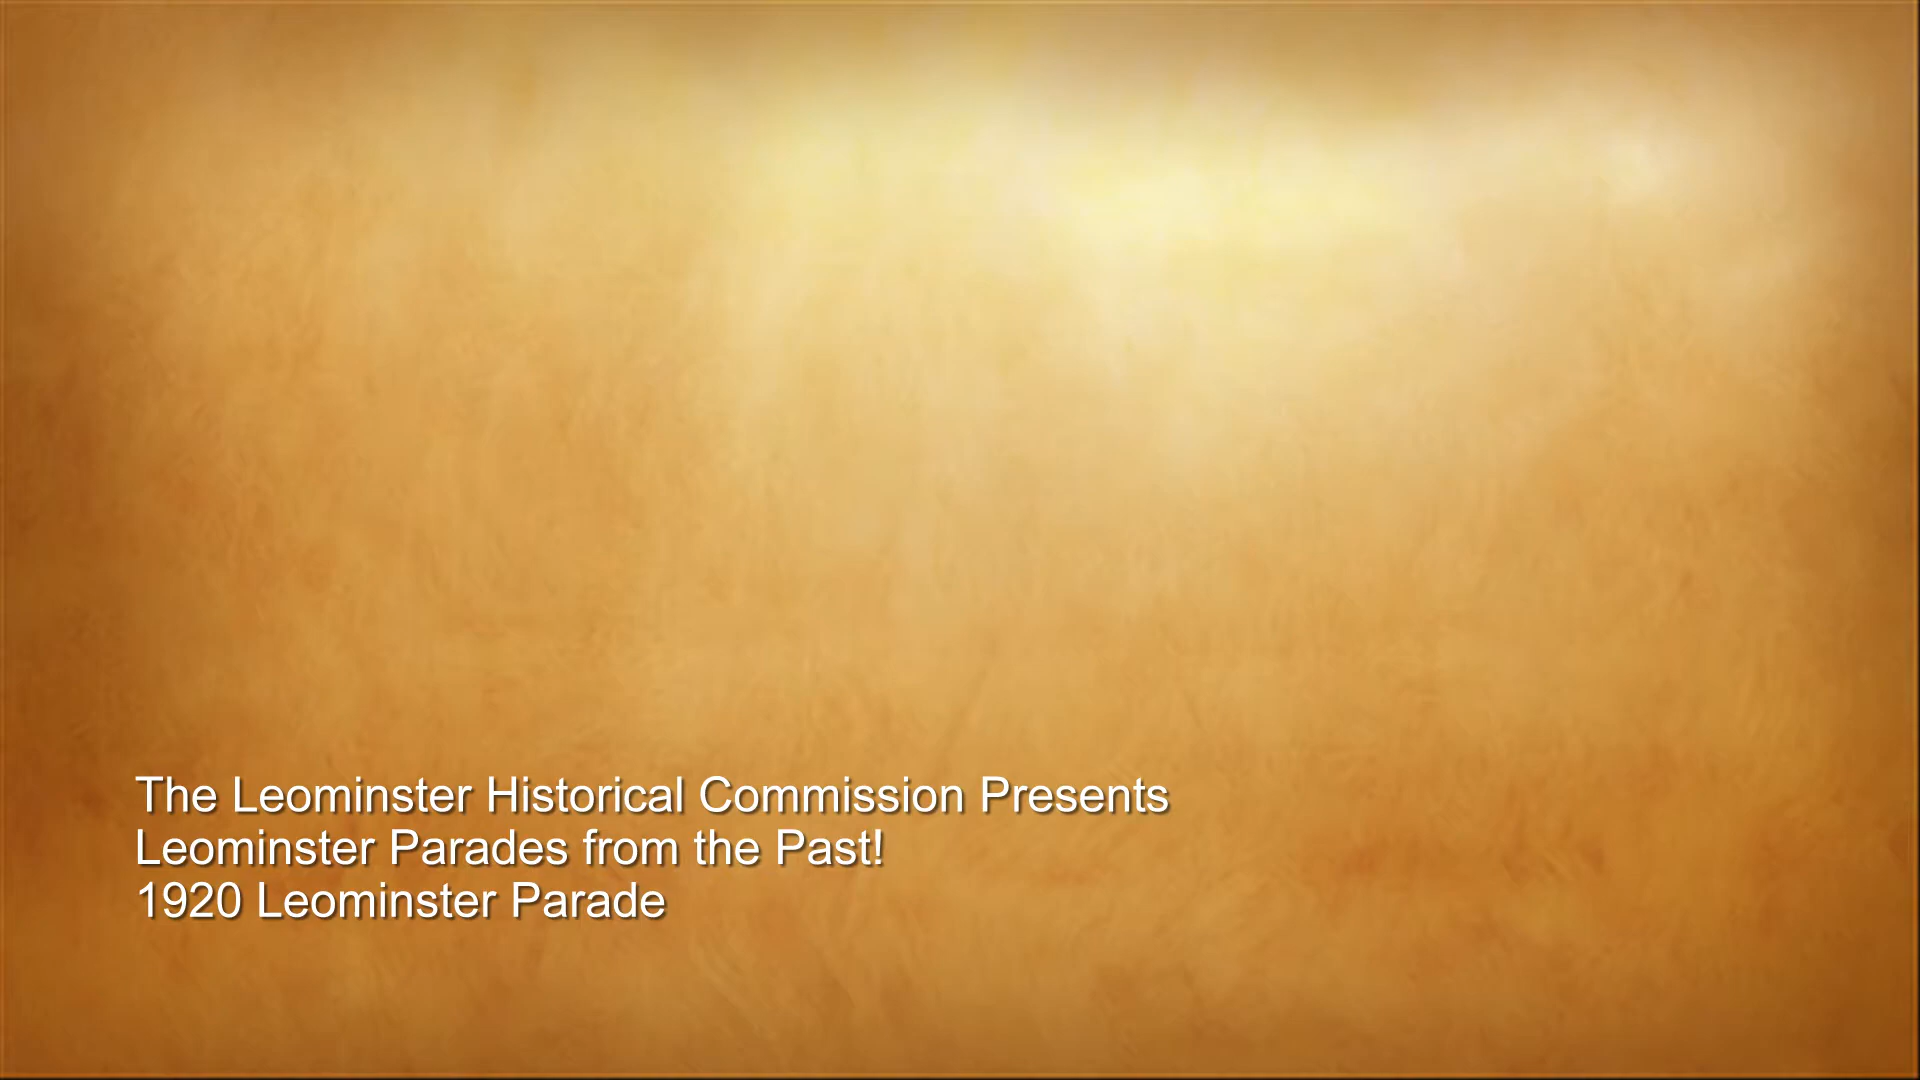 The Leominster Historical Commission Presents
Leominster Parades from the Past!
1920 Leominster Parade